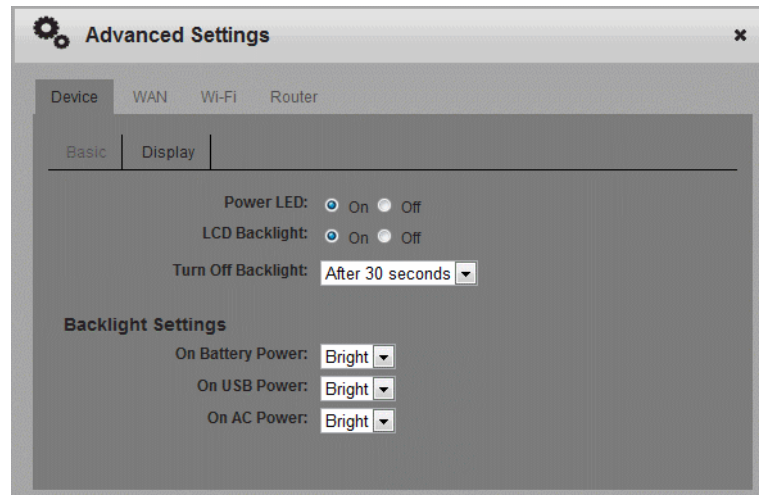 Advanced Settings
Device WAN Wi-Fi Router
Basic Display
Power LED: On Off
LCD Backlight: On Off
Turn Off Backlight: After 30 seconds
Backlight Settings
On Battery Power: Bright
On USB Power: Bright
On AC Power: Bright